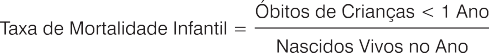 Taxa de Mortalidade Infantil = Óbitos de Crianças < 1 Ano
Nascidos Vivos no Ano